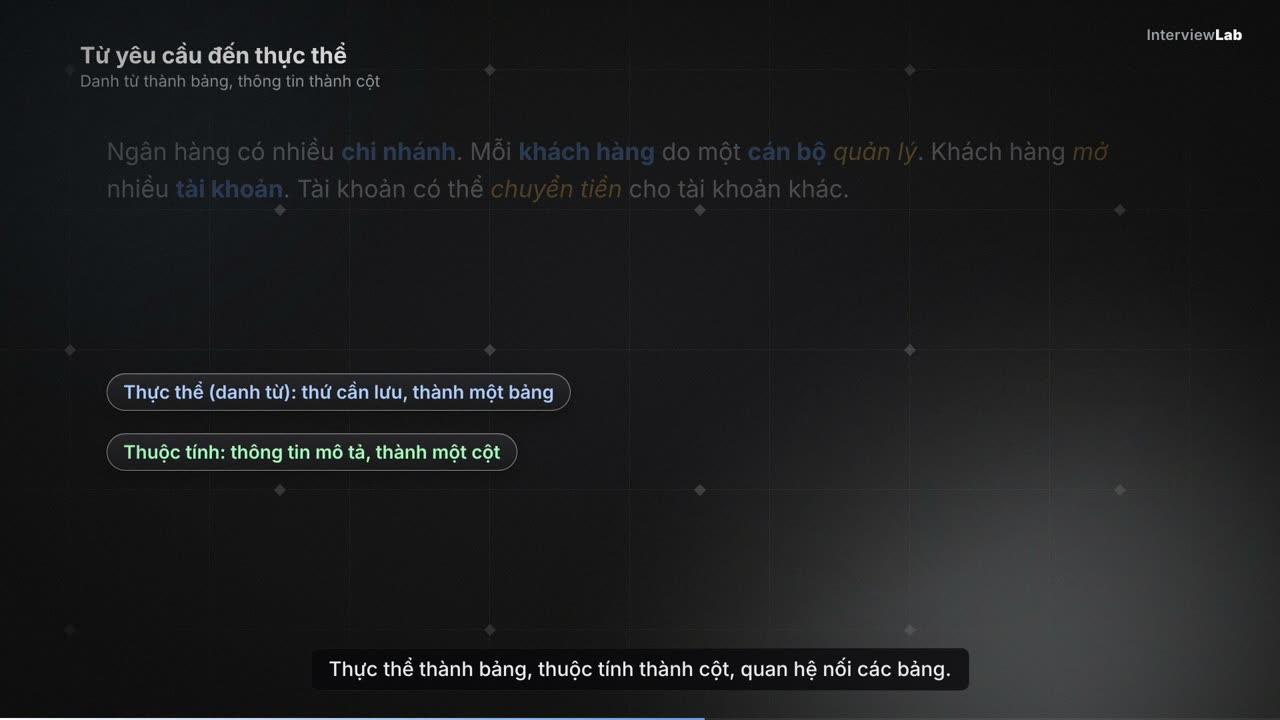 Từ yêu cầu đến thực thể
InterviewLab
Danh từ thành bảng, thông tin thành cột
Ngân hàng có nhiều chi nhánh. Mỗi khách hàng do một cán bộ quản lý. Khách hàng mở
nhiều tài khoản. Tài khoản có thể chuyển tiền cho tài khoản khác.
Thực thể (danh từ): thứ cần lưu, thành một bảng
Thuộc tính: thông tin mô tả, thành một cột
Thực thể thành bảng, thuộc tính thành cột, quan hệ nối các bảng.